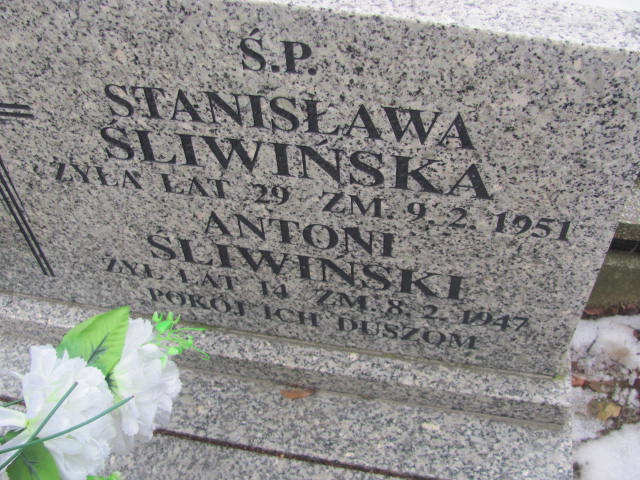 Ś.P.
STANISŁAWA
ŚLIWIŃSKA
ŻYŁA LAT 29 ZM. 9.2.1951
ANTONI
ŚLIWIŃSKI
ŻYŁ LAT 14 ZM. 8.2.1947
POKÓJ ICH DUSZOM